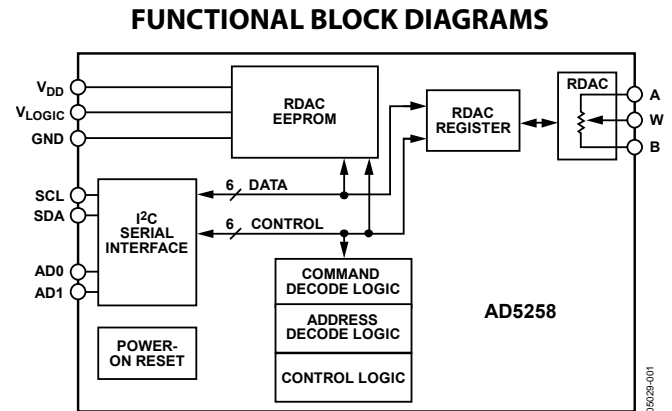 FUNCTIONAL BLOCK DIAGRAMS
VDD
VLOGIC
GND
SCL
SDA
AD0
AD1
RDAC
EEPROM
RDAC
REGISTER
RDAC
A
W
B
I2C
SERIAL
INTERFACE
6 DATA
6 CONTROL
COMMAND
DECODE LOGIC
ADDRESS
DECODE LOGIC
CONTROL LOGIC
POWER-
ON RESET
AD5258
05029-001